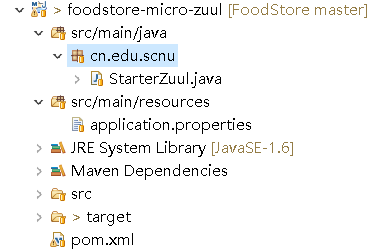 > foodstore-micro-zuul [FoodStore master]
src/main/java
cn.edu.scnu
StarterZuul.java
src/main/resources
application.properties
JRE System Library [JavaSE-1.6]
Maven Dependencies
src
> target
pom.xml